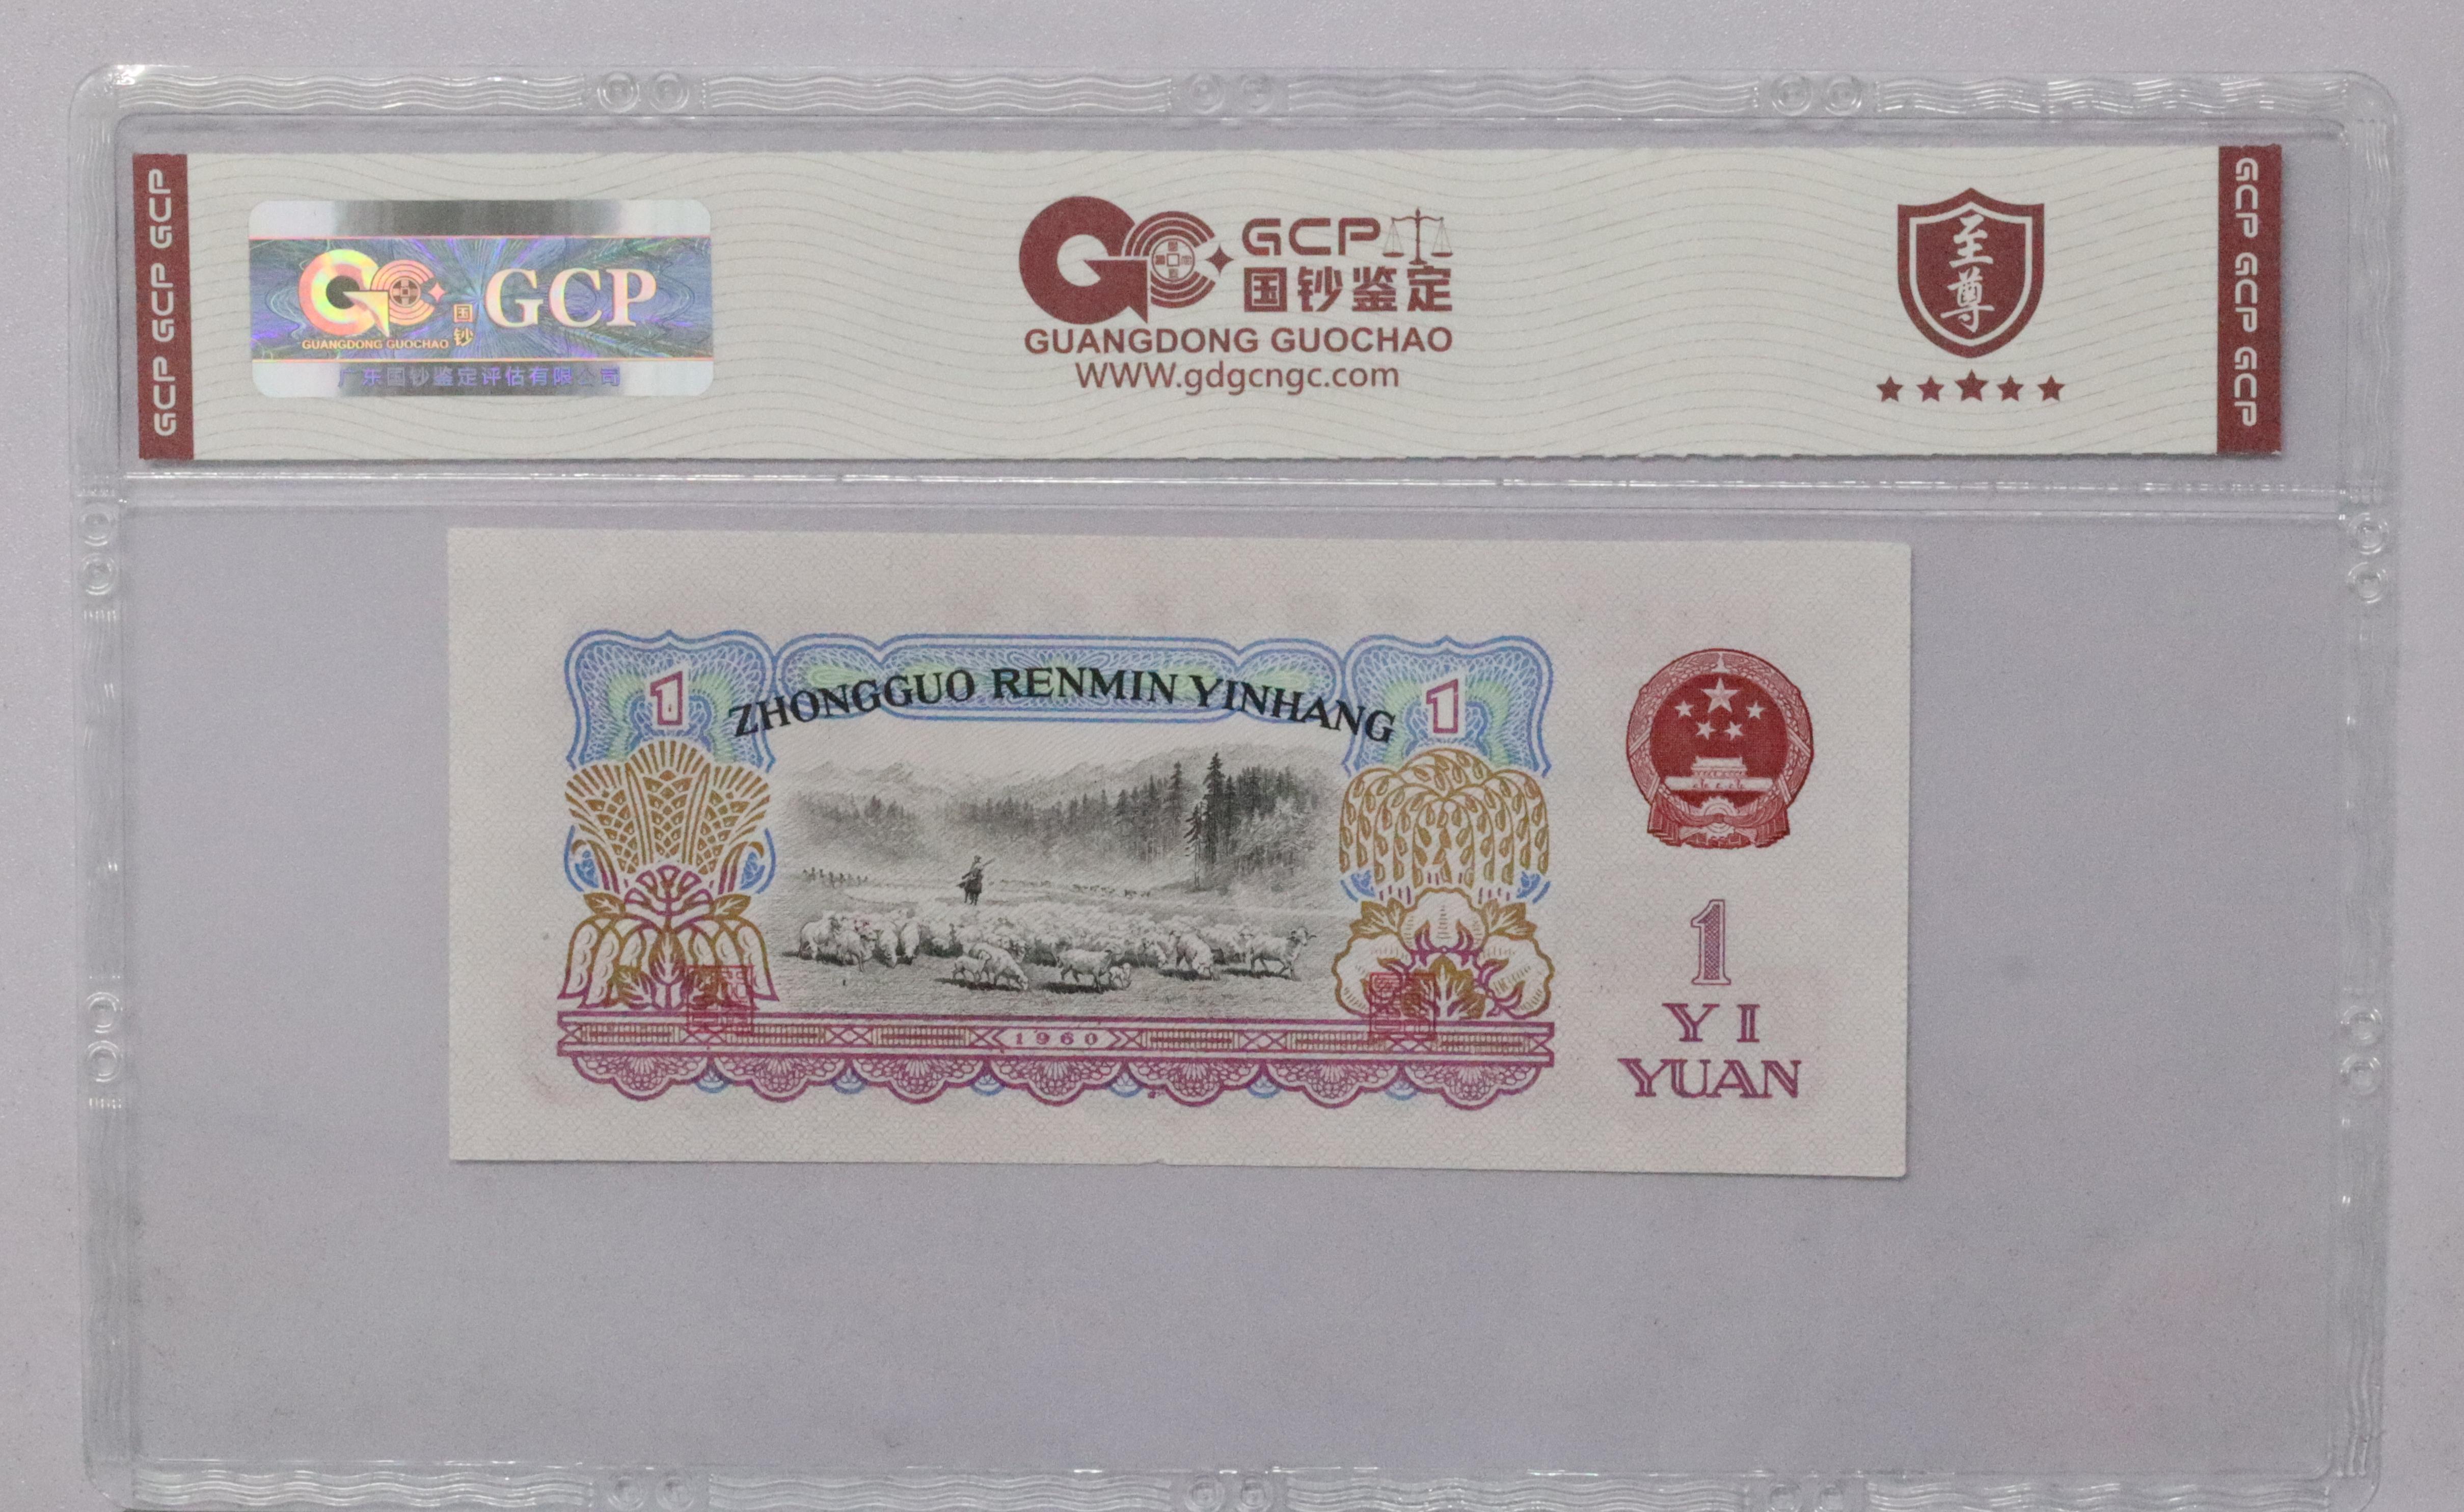 GCP GCP GCP
GUANGDONG GUOCHAO
国钞
GCP
广东国钞鉴定评估有限公司
GCP
国钞鉴定
GUANGDONG GUOCHAO
WWW.gdgcngc.com
至尊
GCP GCP GCP
1
ZHONGGUO RENMIN YINHANG
1
1960
1
YI
YUAN